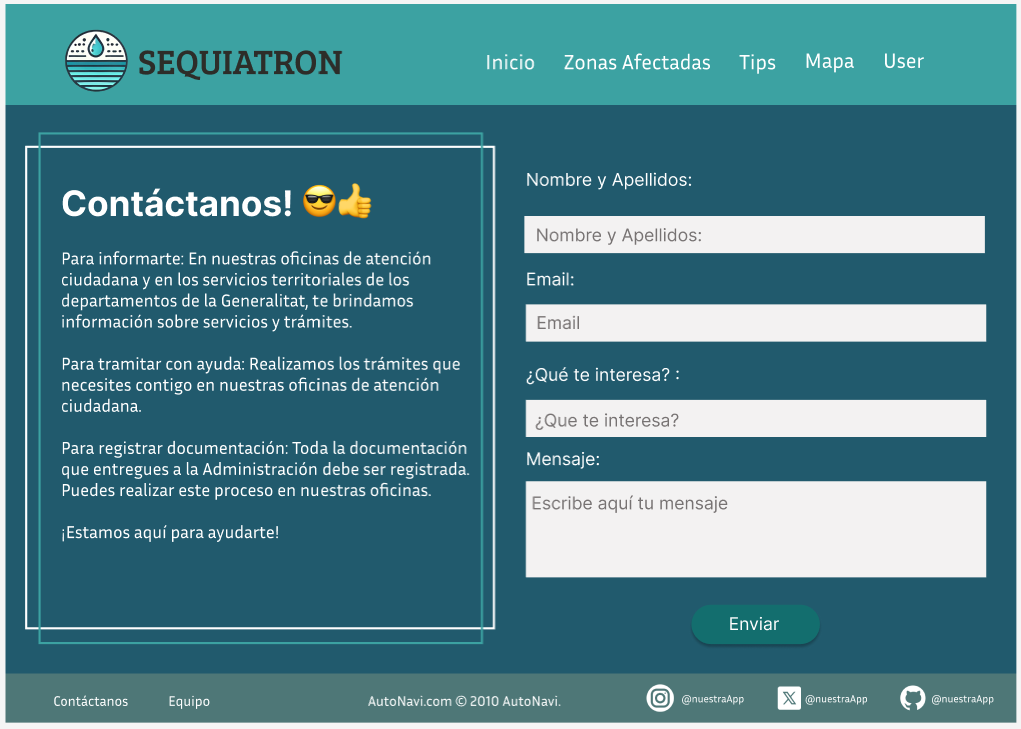 SEQUIATRON
Inicio Zonas Afectadas Tips Mapa User
Contáctanos! 😎👍
Para informarte: En nuestras oficinas de atención
ciudadana y en los servicios territoriales de los
departamentos de la Generalitat, te brindamos
información sobre servicios y trámites.
Para tramitar con ayuda: Realizamos los trámites que
necesites contigo en nuestras oficinas de atención
ciudadana.
Para registrar documentación: Toda la documentación
que entregues a la Administración debe ser registrada.
Puedes realizar este proceso en nuestras oficinas.
¡Estamos aquí para ayudarte!
Nombre y Apellidos:
Nombre y Apellidos:
Email:
Email
¿Qué te interesa? :
¿Que te interesa?
Mensaje:
Escribe aquí tu mensaje
Enviar
Contáctanos Equipo AutoNavi.com © 2010 AutoNavi. @nuestraApp @nuestraApp @nuestraApp